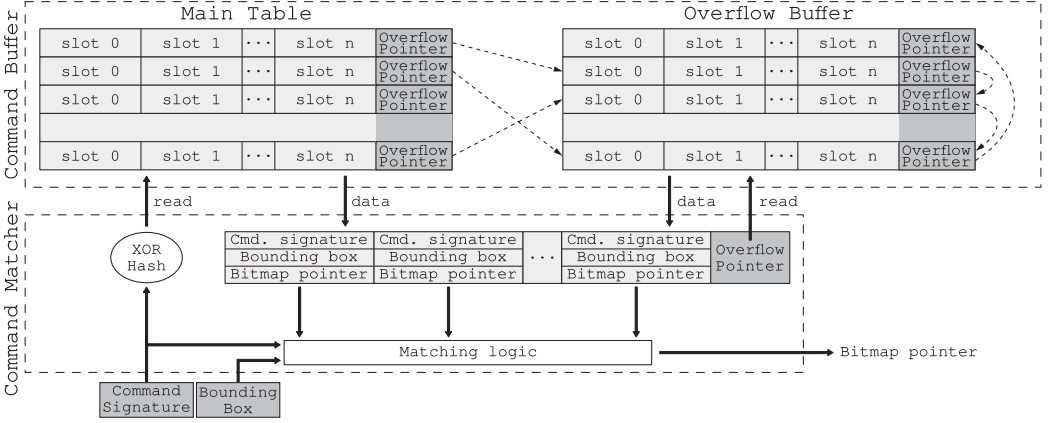 Command Buffer
Main Table
Overflow Buffer
slot 0 slot 1 ··· slot n Overflow Pointer
slot 0 slot 1 ··· slot n Overflow Pointer
slot 0 slot 1 ··· slot n Overflow Pointer
slot 0 slot 1 ··· slot n Overflow Pointer
slot 0 slot 1 ··· slot n Overflow Pointer
slot 0 slot 1 ··· slot n Overflow Pointer
slot 0 slot 1 ··· slot n Overflow Pointer
slot 0 slot 1 ··· slot n Overflow Pointer
read
data
data
read
Command Matcher
XOR
Hash
Cmd. signature
Bounding box
Bitmap pointer
Cmd. signature
Bounding box
Bitmap pointer
···
Cmd. signature
Bounding box
Bitmap pointer
Overflow
Pointer
Matching logic
Bitmap pointer
Command
Signature
Bounding
Box